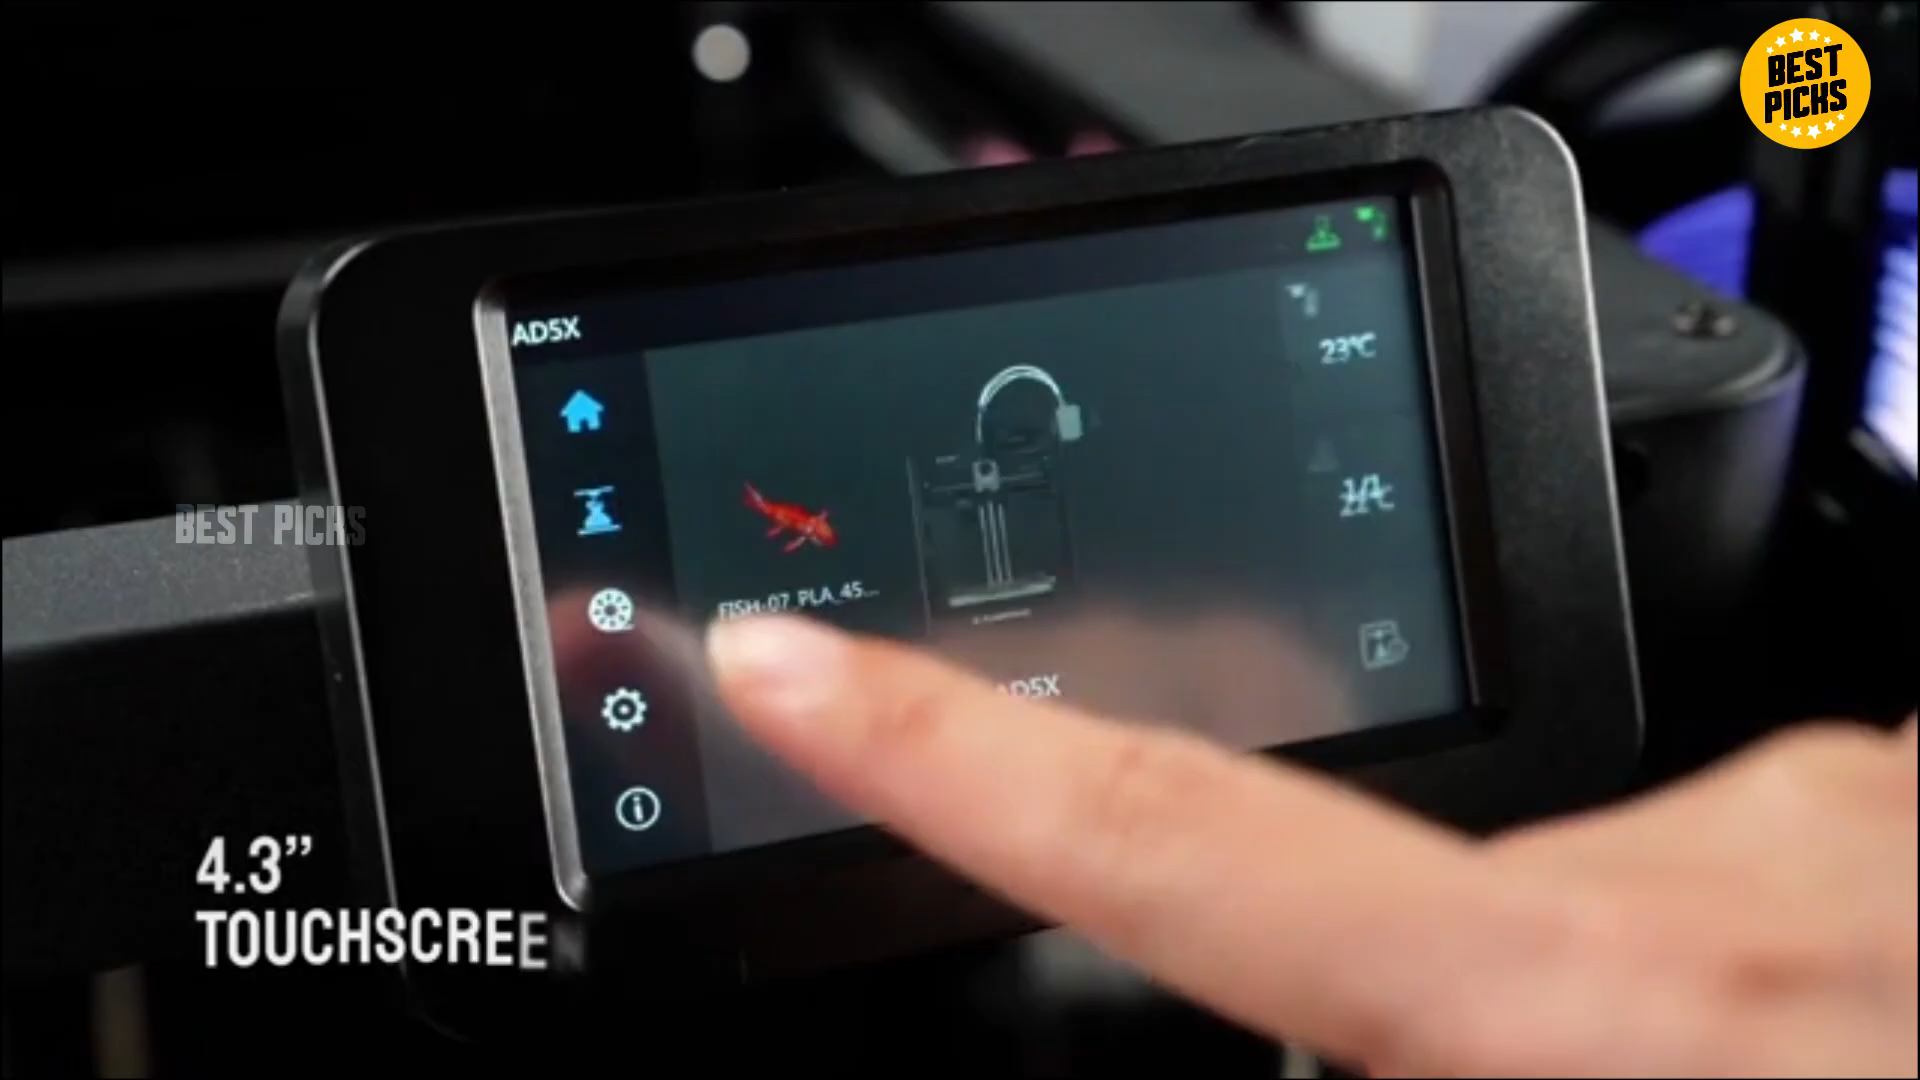 BEST
PICKS
AD5X
23°C
BEST PICKS
FISH-07_PLA_45...
AD5X
4.3”
TOUCHSCREEN